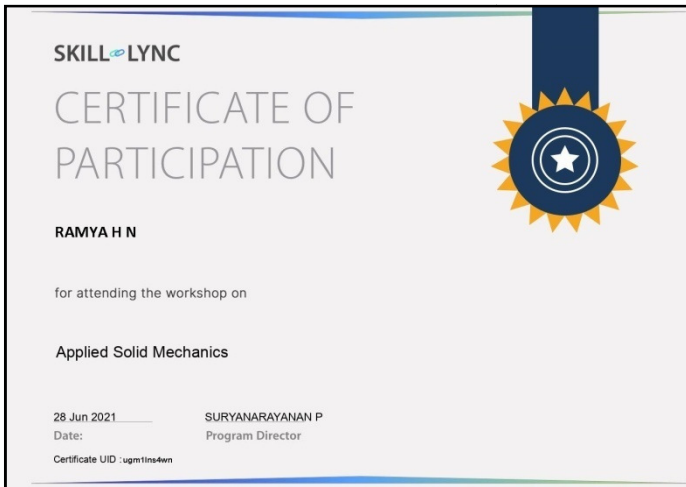 SKILL LYNC
CERTIFICATE OF
PARTICIPATION
RAMYA H N
for attending the workshop on
Applied Solid Mechanics
28 Jun 2021 SURYANARAYANAN P
Date: Program Director
Certificate UID : ugm1lns4wn